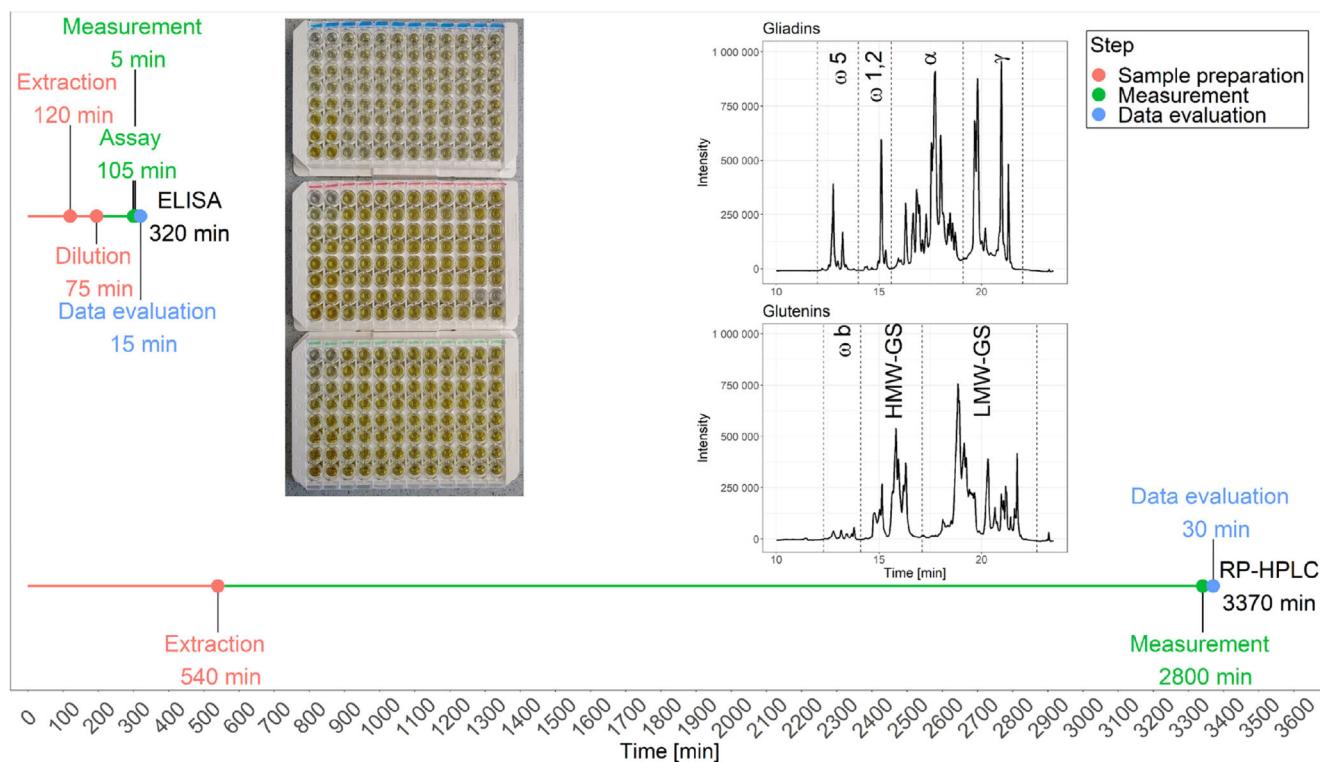 Measurement
5 min
Extraction
120 min
Assay
105 min
ELISA
320 min
Dilution
75 min
Data evaluation
15 min
Gliadins
1 000 000
750 000
500 000
250 000
0
Intensity
ω 5
ω 1,2
α
γ
10
15
20
Glutenins
1 000 000
750 000
500 000
250 000
0
Intensity
ω b
HMW-GS
LMW-GS
10
15
20
Time [min]
Step
Sample preparation
Measurement
Data evaluation
Data evaluation
30 min
RP-HPLC
3370 min
Extraction
540 min
Measurement
2800 min
0
100
200
300
400
500
600
700
800
900
1000
1100
1200
1300
1400
1500
1600
1700
1800
1900
2000
2100
2200
2300
2400
2500
2600
2700
2800
2900
3000
3100
3200
3300
3400
3500
3600
Time [min]